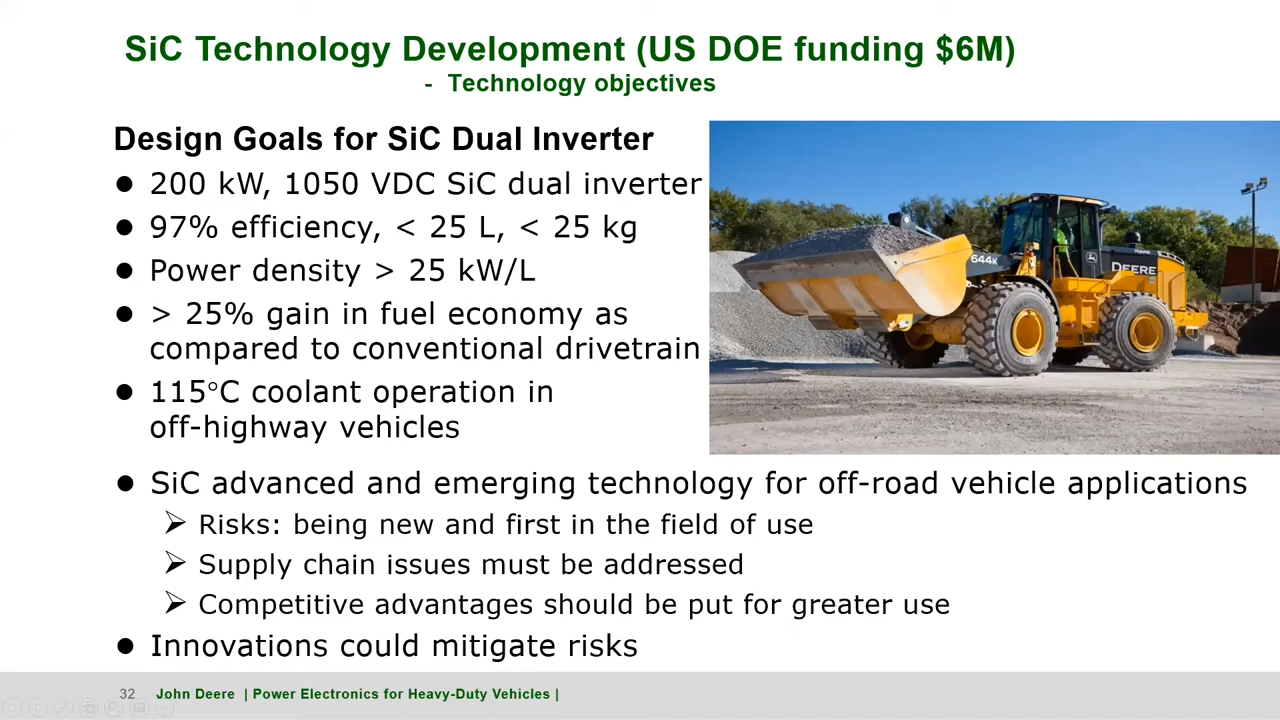 SiC Technology Development (US DOE funding $6M)
- Technology objectives
Design Goals for SiC Dual Inverter
● 200 kW, 1050 VDC SiC dual inverter
● 97% efficiency, < 25 L, < 25 kg
● Power density > 25 kW/L
● > 25% gain in fuel economy as
compared to conventional drivetrain
● 115°C coolant operation in
off-highway vehicles
644K
DEERE
● SiC advanced and emerging technology for off-road vehicle applications
➢ Risks: being new and first in the field of use
➢ Supply chain issues must be addressed
➢ Competitive advantages should be put for greater use
● Innovations could mitigate risks
32 John Deere | Power Electronics for Heavy-Duty Vehicles |